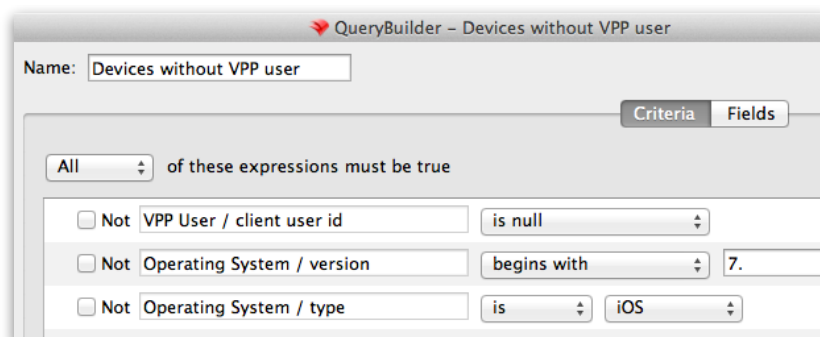 QueryBuilder – Devices without VPP user
Name: Devices without VPP user
Criteria Fields
All of these expressions must be true
Not VPP User / client user id is null
Not Operating System / version begins with 7.
Not Operating System / type is iOS